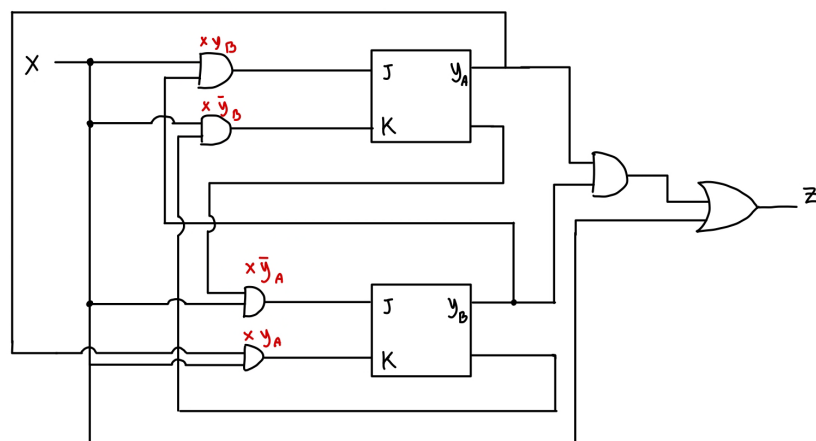 x y_B
X
J y_A
x ȳ_B
K
Z
x ȳ_A
J y_B
x y_A
K